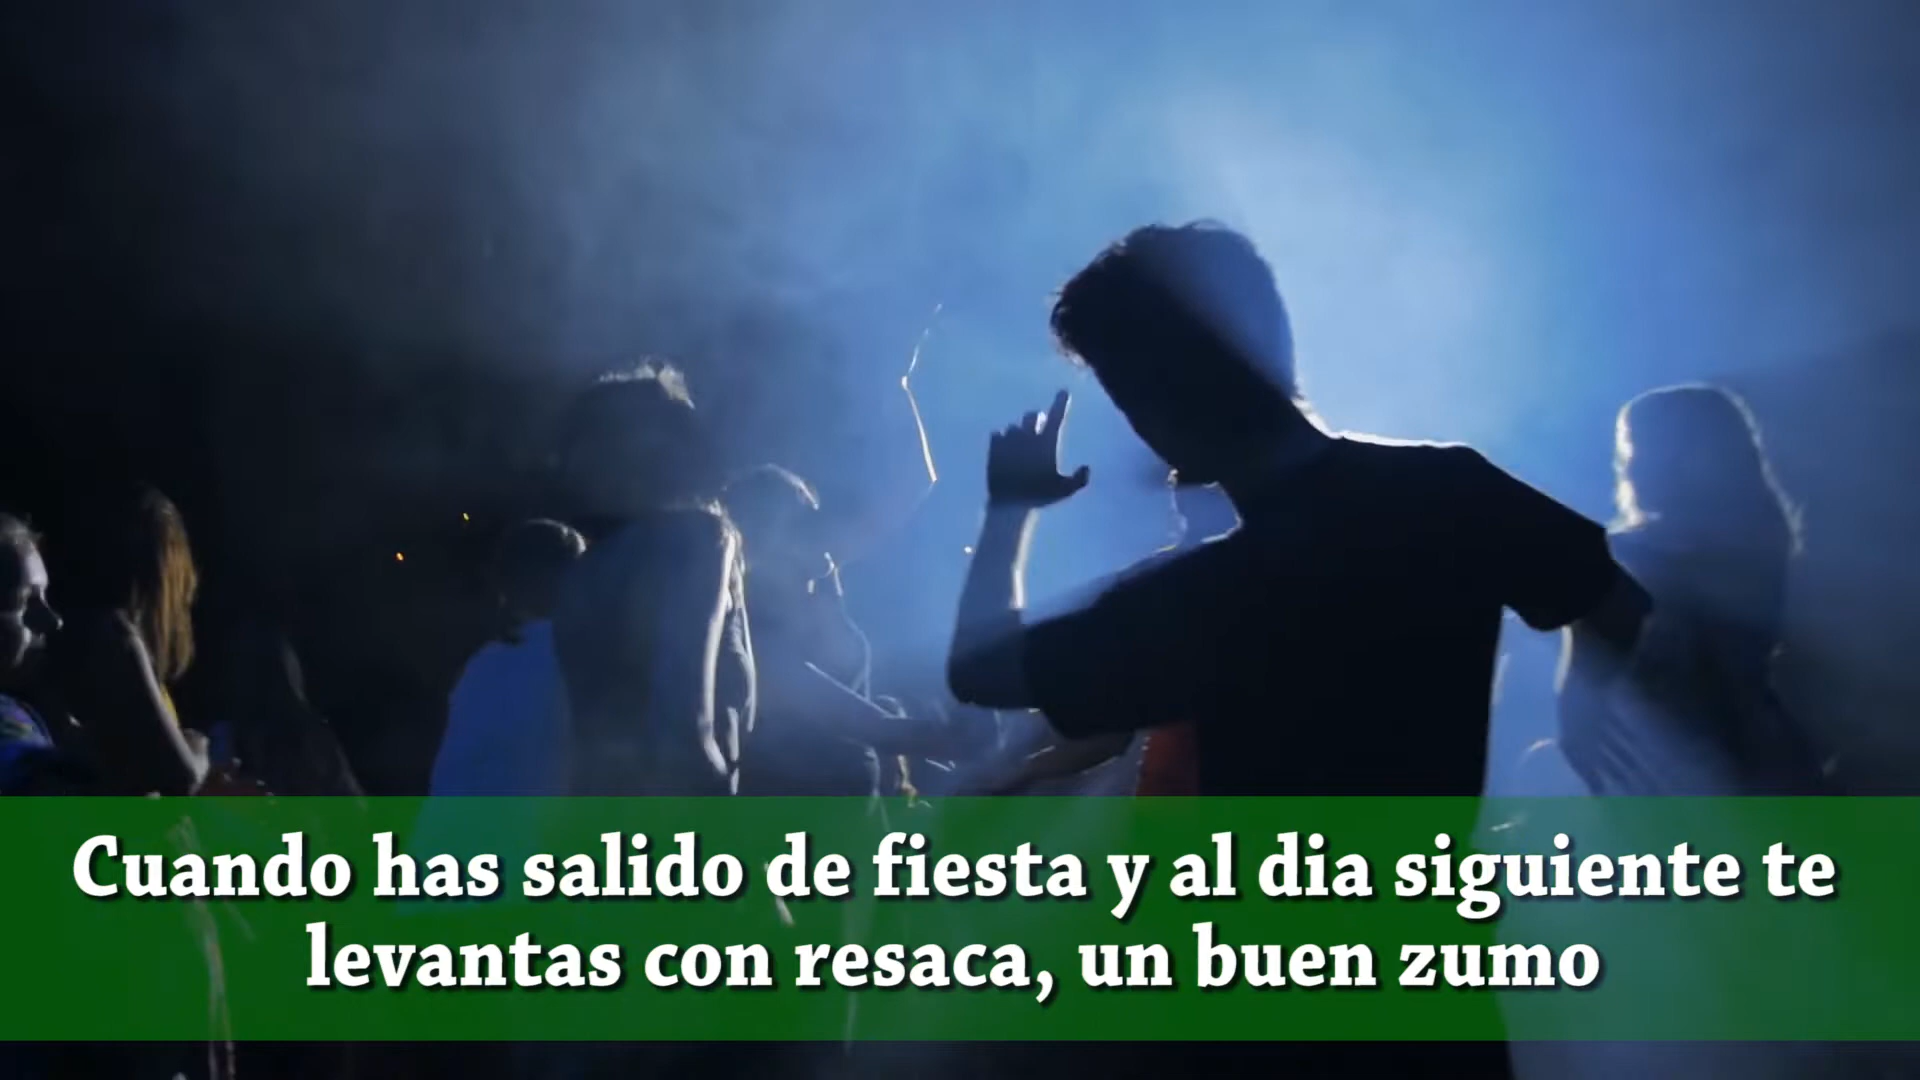 Cuando has salido de fiesta y al dia siguiente te
levantas con resaca, un buen zumo